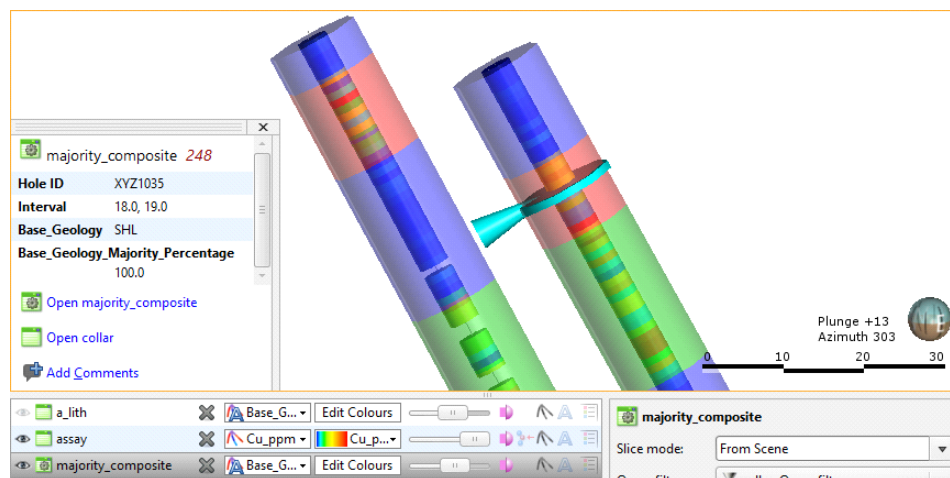 majority_composite 248
Hole ID XYZ1035
Interval 18.0, 19.0
Base_Geology SHL
Base_Geology_Majority_Percentage
100.0
Open majority_composite
Open collar
Add Comments
Plunge +13
Azimuth 303
0 10 20 30
a_lith Base_G... Edit Colours
assay Cu_ppm Cu_p...
majority_composite Base_G... Edit Colours
majority_composite
Slice mode: From Scene